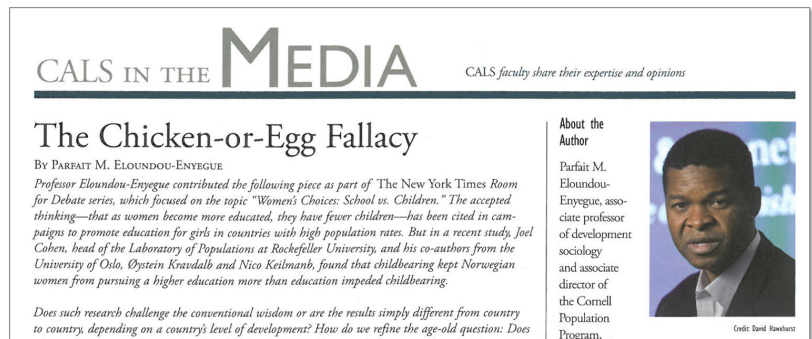 CALS IN THE MEDIA
CALS faculty share their expertise and opinions
The Chicken-or-Egg Fallacy
BY PARFAIT M. ELOUNDOU-ENYEGUE
Professor Eloundou-Enyegue contributed the following piece as part of The New York Times Room
for Debate series, which focused on the topic “Women’s Choices: School vs. Children.” The accepted
thinking—that as women become more educated, they have fewer children—has been cited in cam-
paigns to promote education for girls in countries with high population rates. But in a recent study, Joel
Cohen, head of the Laboratory of Populations at Rockefeller University, and his co-authors from the
University of Oslo, Øystein Kravdalb and Nico Keilmanb, found that childbearing kept Norwegian
women from pursuing a higher education more than education impeded childbearing.
Does such research challenge the conventional wisdom or are the results simply different from country
to country, depending on a country’s level of development? How do we refine the age-old question: Does
About the
Author
Parfait M.
Eloundou-
Enyegue, asso-
ciate professor
of development
sociology
and associate
director of
the Cornell
Population
Program,
Credit: David Hawxhurst